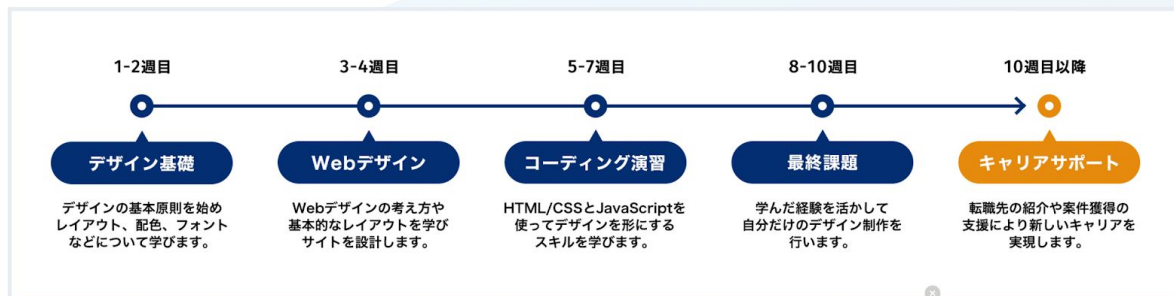 1-2週目
3-4週目
5-7週目
8-10週目
10週目以降
デザイン基礎
Webデザイン
コーディング演習
最終課題
キャリアサポート
デザインの基本原則を始め
レイアウト、配色、フォント
などについて学びます。
Webデザインの考え方や
基本的なレイアウトを学び
サイトを設計します。
HTML/CSSとJavaScriptを
使ってデザインを形にする
スキルを学びます。
学んだ経験を活かして
自分だけのデザイン制作を
行います。
転職先の紹介や案件獲得の
支援により新しいキャリアを
実現します。